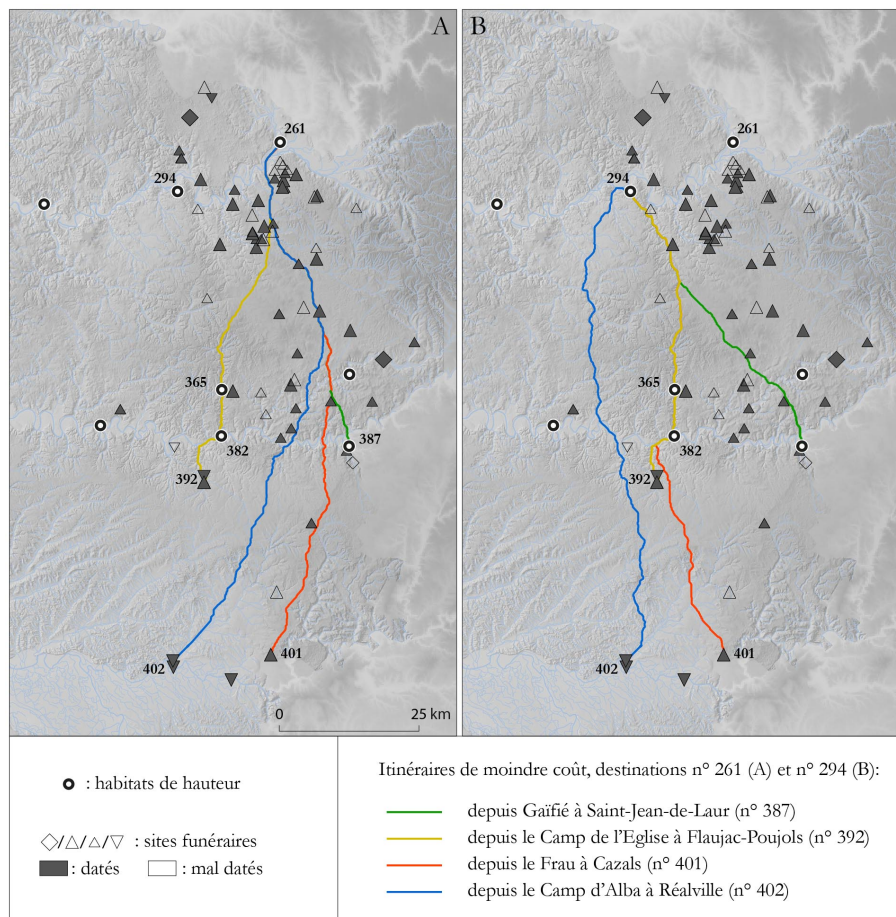 A
B
261
261
294
294
365
365
382
387
382
392
392
401
401
402
402
0
25 km
: habitats de hauteur
/ / / : sites funéraires
: datés : mal datés
Itinéraires de moindre coût, destinations n° 261 (A) et n° 294 (B):
depuis Gaïfié à Saint-Jean-de-Laur (n° 387)
depuis le Camp de l'Eglise à Flaujac-Poujols (n° 392)
depuis le Frau à Cazals (n° 401)
depuis le Camp d'Alba à Réalville (n° 402)